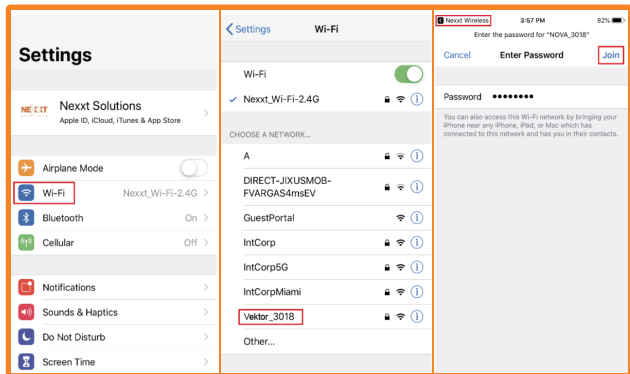 Settings
NEXXT
SOLUTIONS
Nexxt Solutions
Apple ID, iCloud, iTunes & App Store
Airplane Mode
Wi-Fi Nexxt_Wi-Fi-2.4G
Bluetooth On
Cellular Off
Notifications
Sounds & Haptics
Do Not Disturb
Screen Time
Settings Wi-Fi
Wi-Fi
Nexxt_Wi-Fi-2.4G
CHOOSE A NETWORK...
A
DIRECT-JIXUSMOB-
FVARGAS4msEV
GuestPortal
IntCorp
IntCorp5G
IntCorpMiami
Vektor_3018
Other...
Nexxt Wireless 3:57 PM 82%
Enter the password for "NOVA_3018"
Cancel Enter Password Join
Password ●●●●●●●●
You can also access this Wi-Fi network by bringing your
iPhone near any iPhone, iPad, or Mac which has
connected to this network and has you in their contacts.